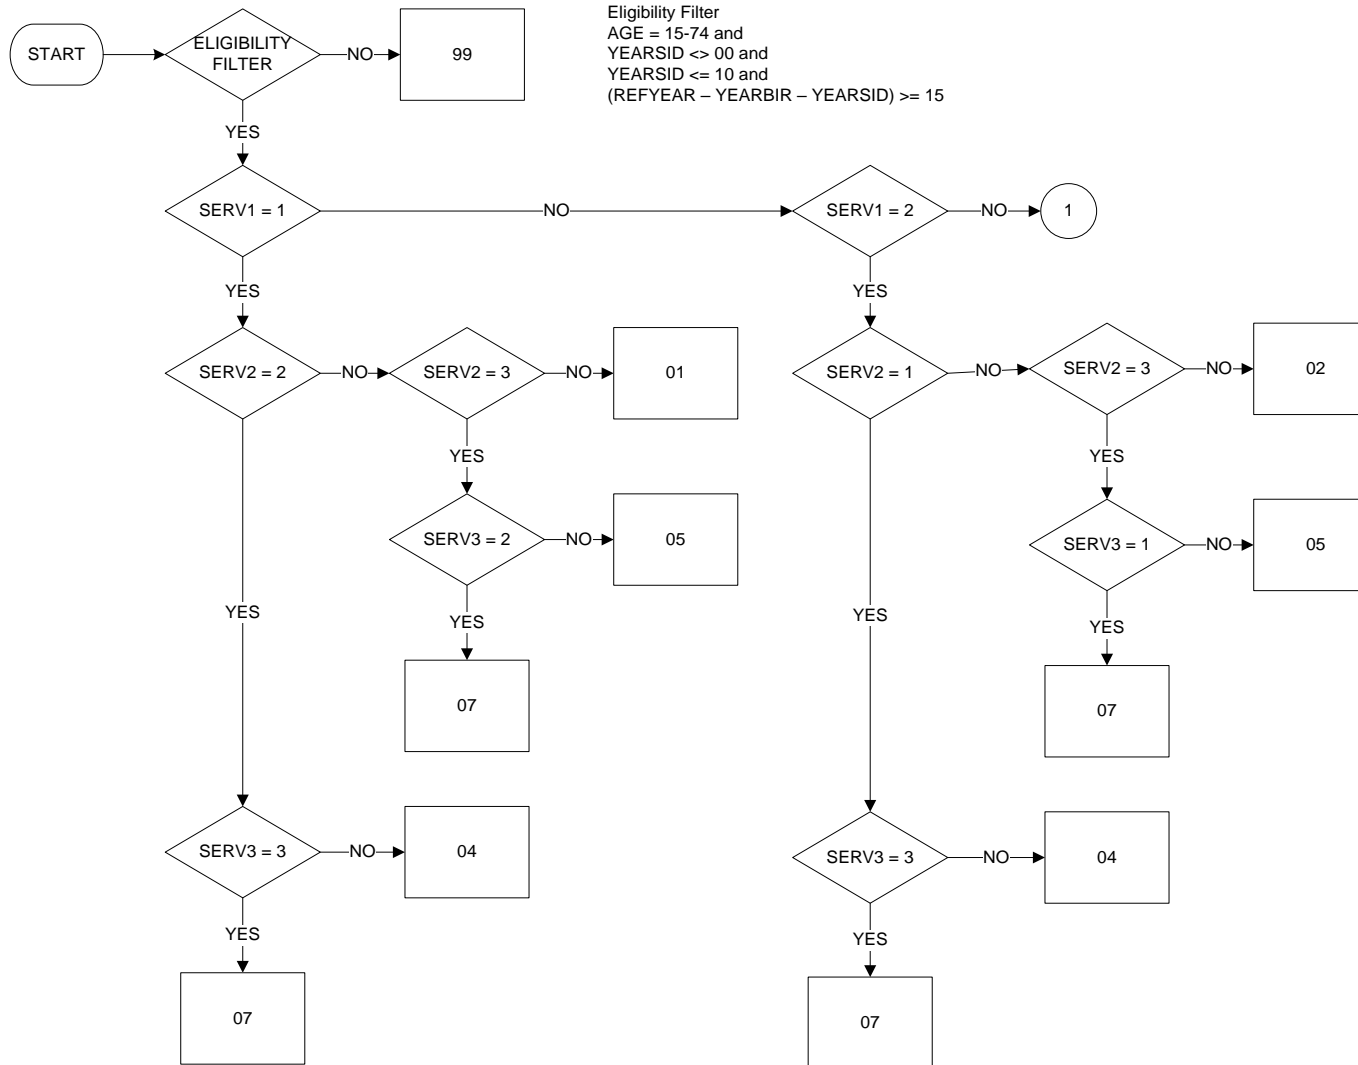 START
ELIGIBILITY
FILTER
NO
99
Eligibility Filter
AGE = 15-74 and
YEARSID <> 00 and
YEARSID <= 10 and
(REFYEAR – YEARBIR – YEARSID) >= 15
YES
SERV1 = 1
NO
SERV1 = 2
NO
1
YES
YES
SERV2 = 2
NO
SERV2 = 3
NO
01
SERV2 = 1
NO
SERV2 = 3
NO
02
YES
YES
SERV3 = 2
NO
05
SERV3 = 1
NO
05
YES
YES
YES
YES
07
07
SERV3 = 3
NO
04
SERV3 = 3
NO
04
YES
YES
07
07